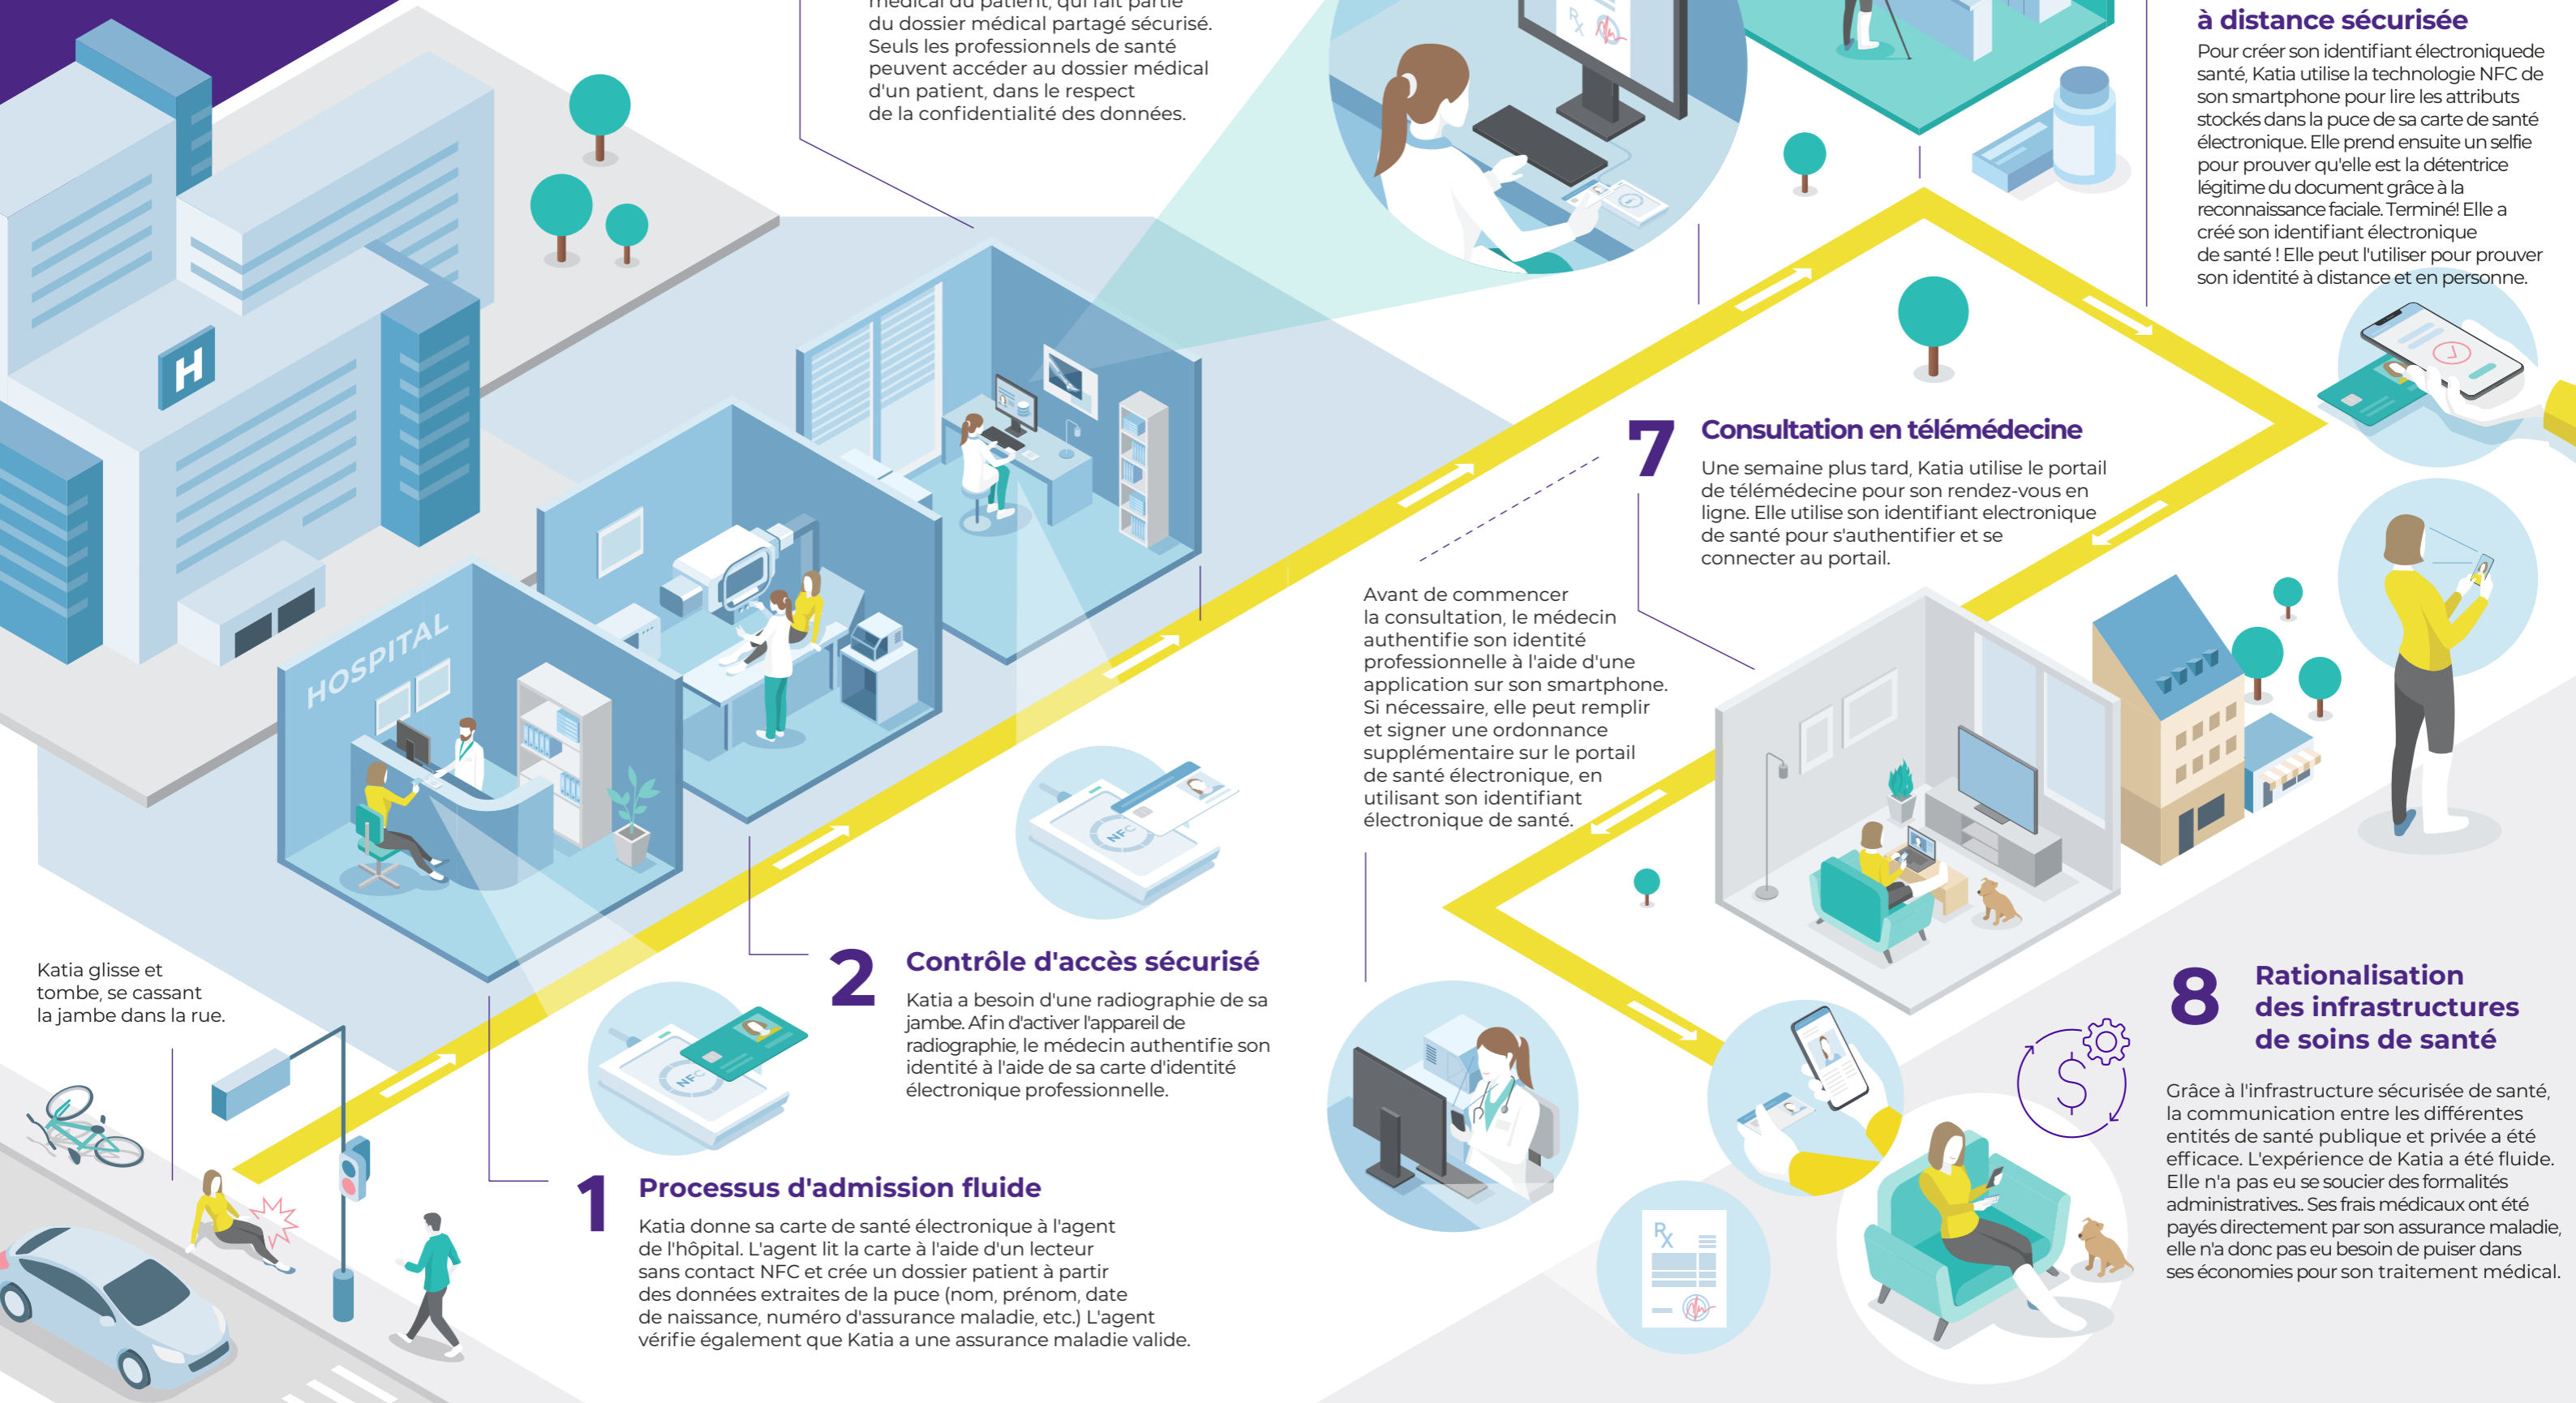 médical du patient, qui fait partie
du dossier médical partagé sécurisé.
Seuls les professionnels de santé
peuvent accéder au dossier médical
d'un patient, dans le respect
de la confidentialité des données.
à distance sécurisée
Pour créer son identifiant électroniquede
santé, Katia utilise la technologie NFC de
son smartphone pour lire les attributs
stockés dans la puce de sa carte de santé
électronique. Elle prend ensuite un selfie
pour prouver qu'elle est la détentrice
légitime du document grâce à la
reconnaissance faciale. Terminé! Elle a
créé son identifiant électronique
de santé ! Elle peut l'utiliser pour prouver
son identité à distance et en personne.
Rx
H
HOSPITAL
7
Consultation en télémédecine
Une semaine plus tard, Katia utilise le portail
de télémédecine pour son rendez-vous en
ligne. Elle utilise son identifiant electronique
de santé pour s'authentifier et se
connecter au portail.
Avant de commencer
la consultation, le médecin
authentifie son identité
professionnelle à l'aide d'une
application sur son smartphone.
Si nécessaire, elle peut remplir
et signer une ordonnance
supplémentaire sur le portail
de santé électronique, en
utilisant son identifiant
électronique de santé.
NFC
Katia glisse et
tombe, se cassant
la jambe dans la rue.
2
Contrôle d'accès sécurisé
Katia a besoin d'une radiographie de sa
jambe. Afin d'activer l'appareil de
radiographie, le médecin authentifie son
identité à l'aide de sa carte d'identité
électronique professionnelle.
NFC
1
Processus d'admission fluide
Katia donne sa carte de santé électronique à l'agent
de l'hôpital. L'agent lit la carte à l'aide d'un lecteur
sans contact NFC et crée un dossier patient à partir
des données extraites de la puce (nom, prénom, date
de naissance, numéro d'assurance maladie, etc.) L'agent
vérifie également que Katia a une assurance maladie valide.
8
Rationalisation
des infrastructures
de soins de santé
$
Grâce à l'infrastructure sécurisée de santé,
la communication entre les différentes
entités de santé publique et privée a été
efficace. L'expérience de Katia a été fluide.
Elle n'a pas eu se soucier des formalités
administratives.. Ses frais médicaux ont été
payés directement par son assurance maladie,
elle n'a donc pas eu besoin de puiser dans
ses économies pour son traitement médical.
Rx